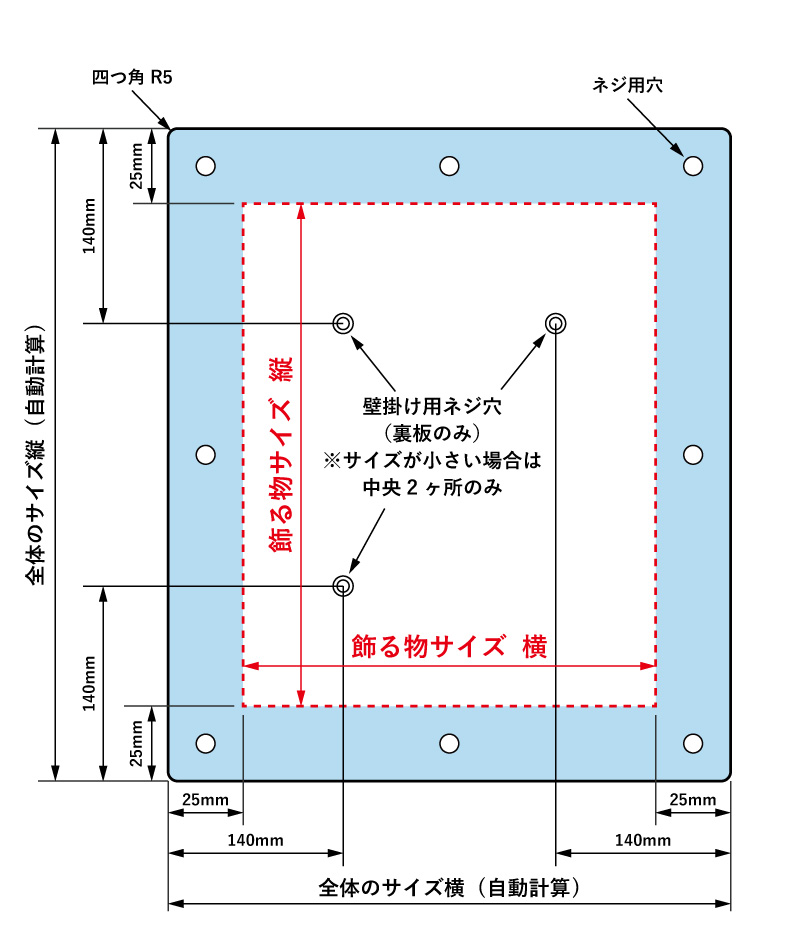 四つ角 R5
ネジ用穴
25mm
140mm
壁掛け用ネジ穴
（裏板のみ）
※サイズが小さい場合は
中央２ヶ所のみ
飾る物サイズ 縦
全体のサイズ縦（自動計算）
飾る物サイズ 横
140mm
25mm
25mm
25mm
140mm
140mm
全体のサイズ横（自動計算）